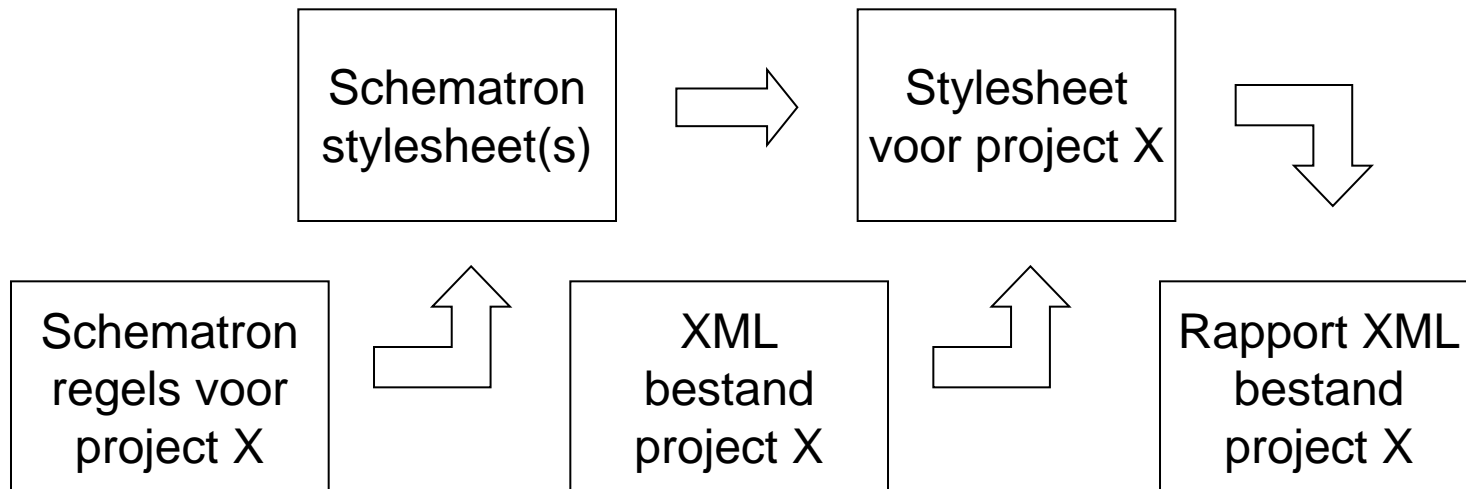 Schematron
stylesheet(s)
Stylesheet
voor project X
Schematron
regels voor
project X
XML
bestand
project X
Rapport XML
bestand
project X